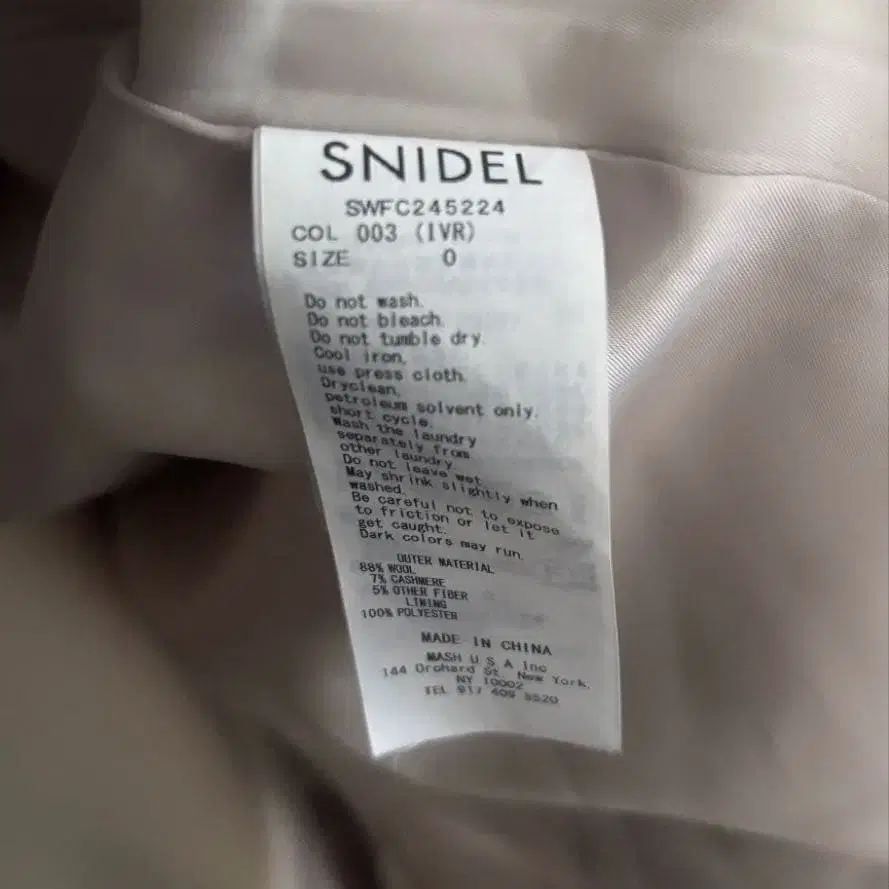 SNIDEL
SWFC245224
COL 003 (IVR)
SIZE 0
Do not wash.
Do not bleach.
Do not tumble dry.
Cool iron,
use press cloth.
Dryclean,
petroleum solvent only.
short cycle.
Wash the laundry
separately from
other laundry
Do not leave wet.
May shrink slightly when
washed.
Be careful not to expose
to friction or let it
get caught.
Dark colors may run.
OUTER MATERIAL
88% WOOL
7% CASHMERE
5% OTHER FIBER
LINING
100% POLYESTER
MADE IN CHINA
MASH U S A Inc
144 Orchard St. New York,
NY 10002
TEL 917 409 5520